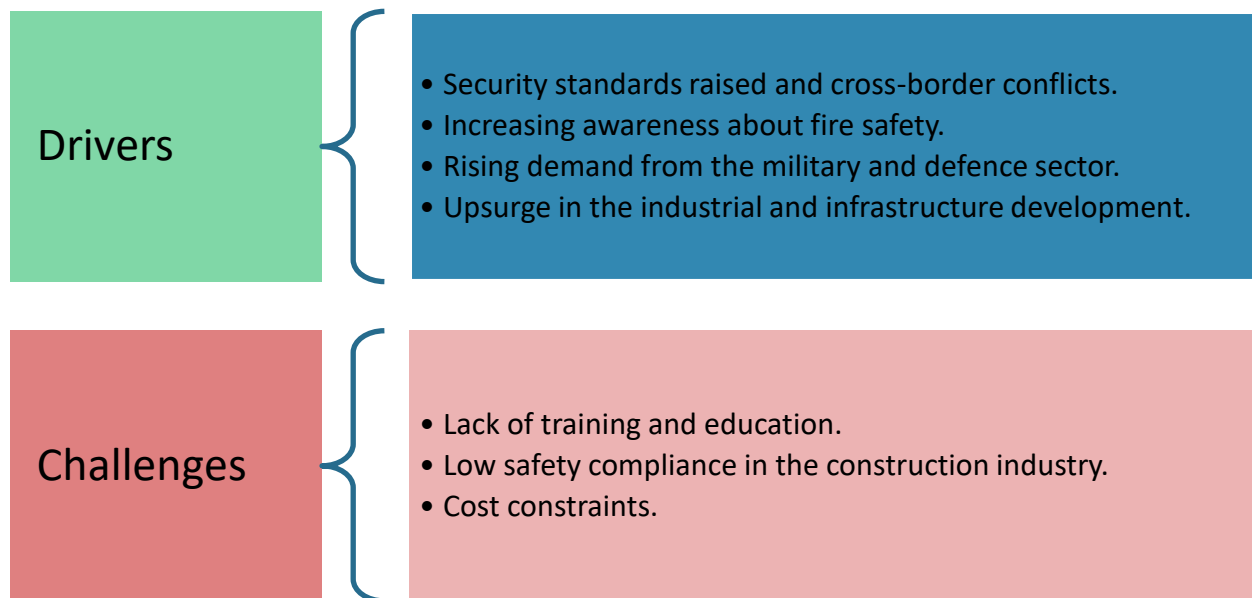 Drivers
• Security standards raised and cross-border conflicts.
• Increasing awareness about fire safety.
• Rising demand from the military and defence sector.
• Upsurge in the industrial and infrastructure development.
Challenges
• Lack of training and education.
• Low safety compliance in the construction industry.
• Cost constraints.